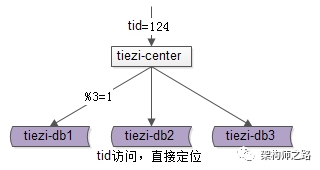 tid=124
tiezi-center
%3=1
tiezi-db1
tiezi-db2
tiezi-db3
tid访问，直接定位
架构师之路